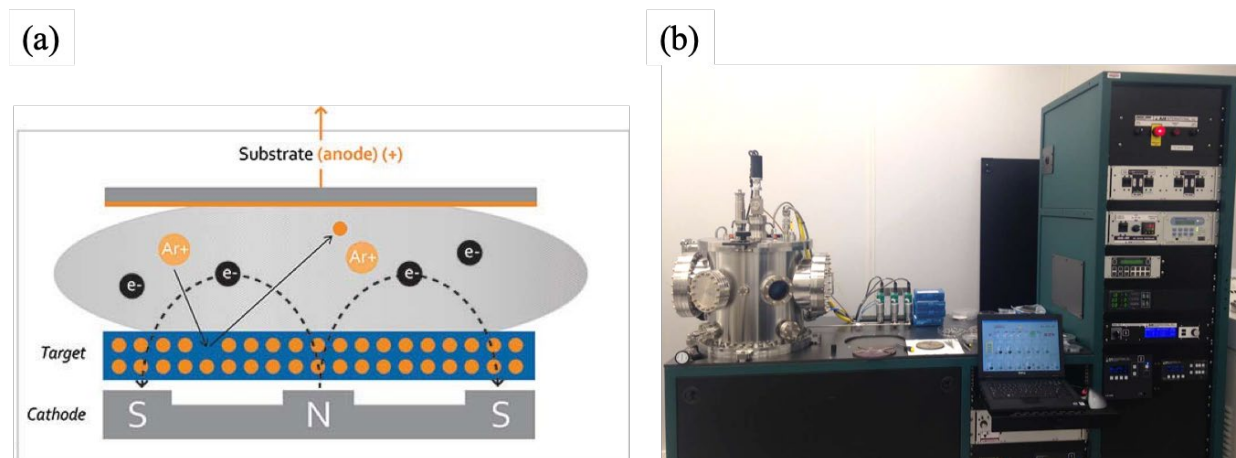 (a)
(b)
Substrate (anode) (+)
Ar+
Ar+
e-
e-
e-
e-
Target
Cathode
S
N
S